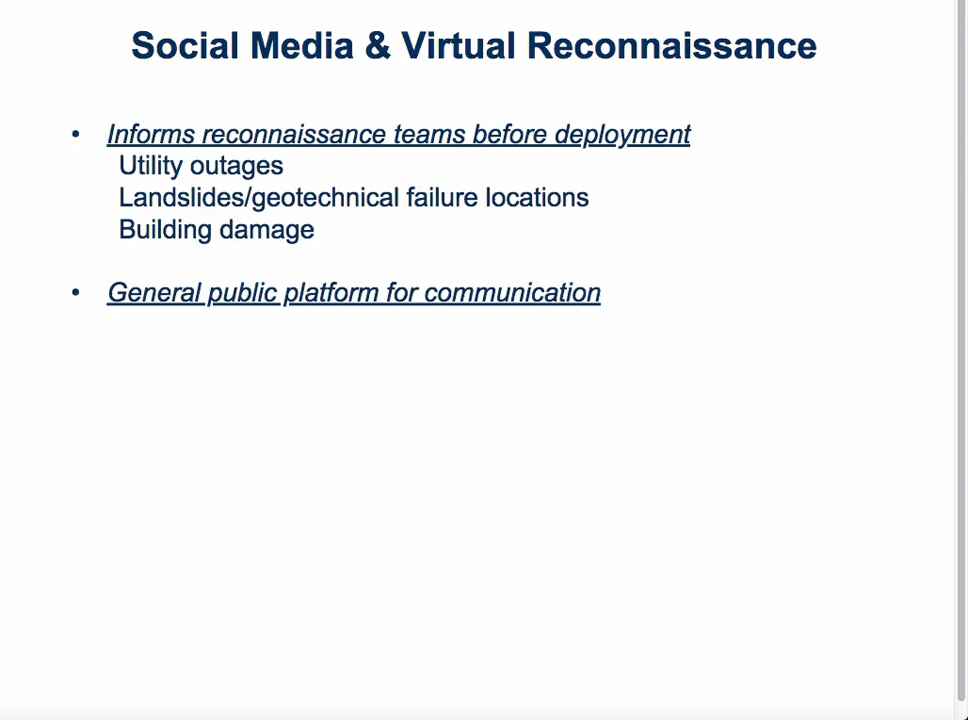 Social Media & Virtual Reconnaissance
• Informs reconnaissance teams before deployment
Utility outages
Landslides/geotechnical failure locations
Building damage
• General public platform for communication